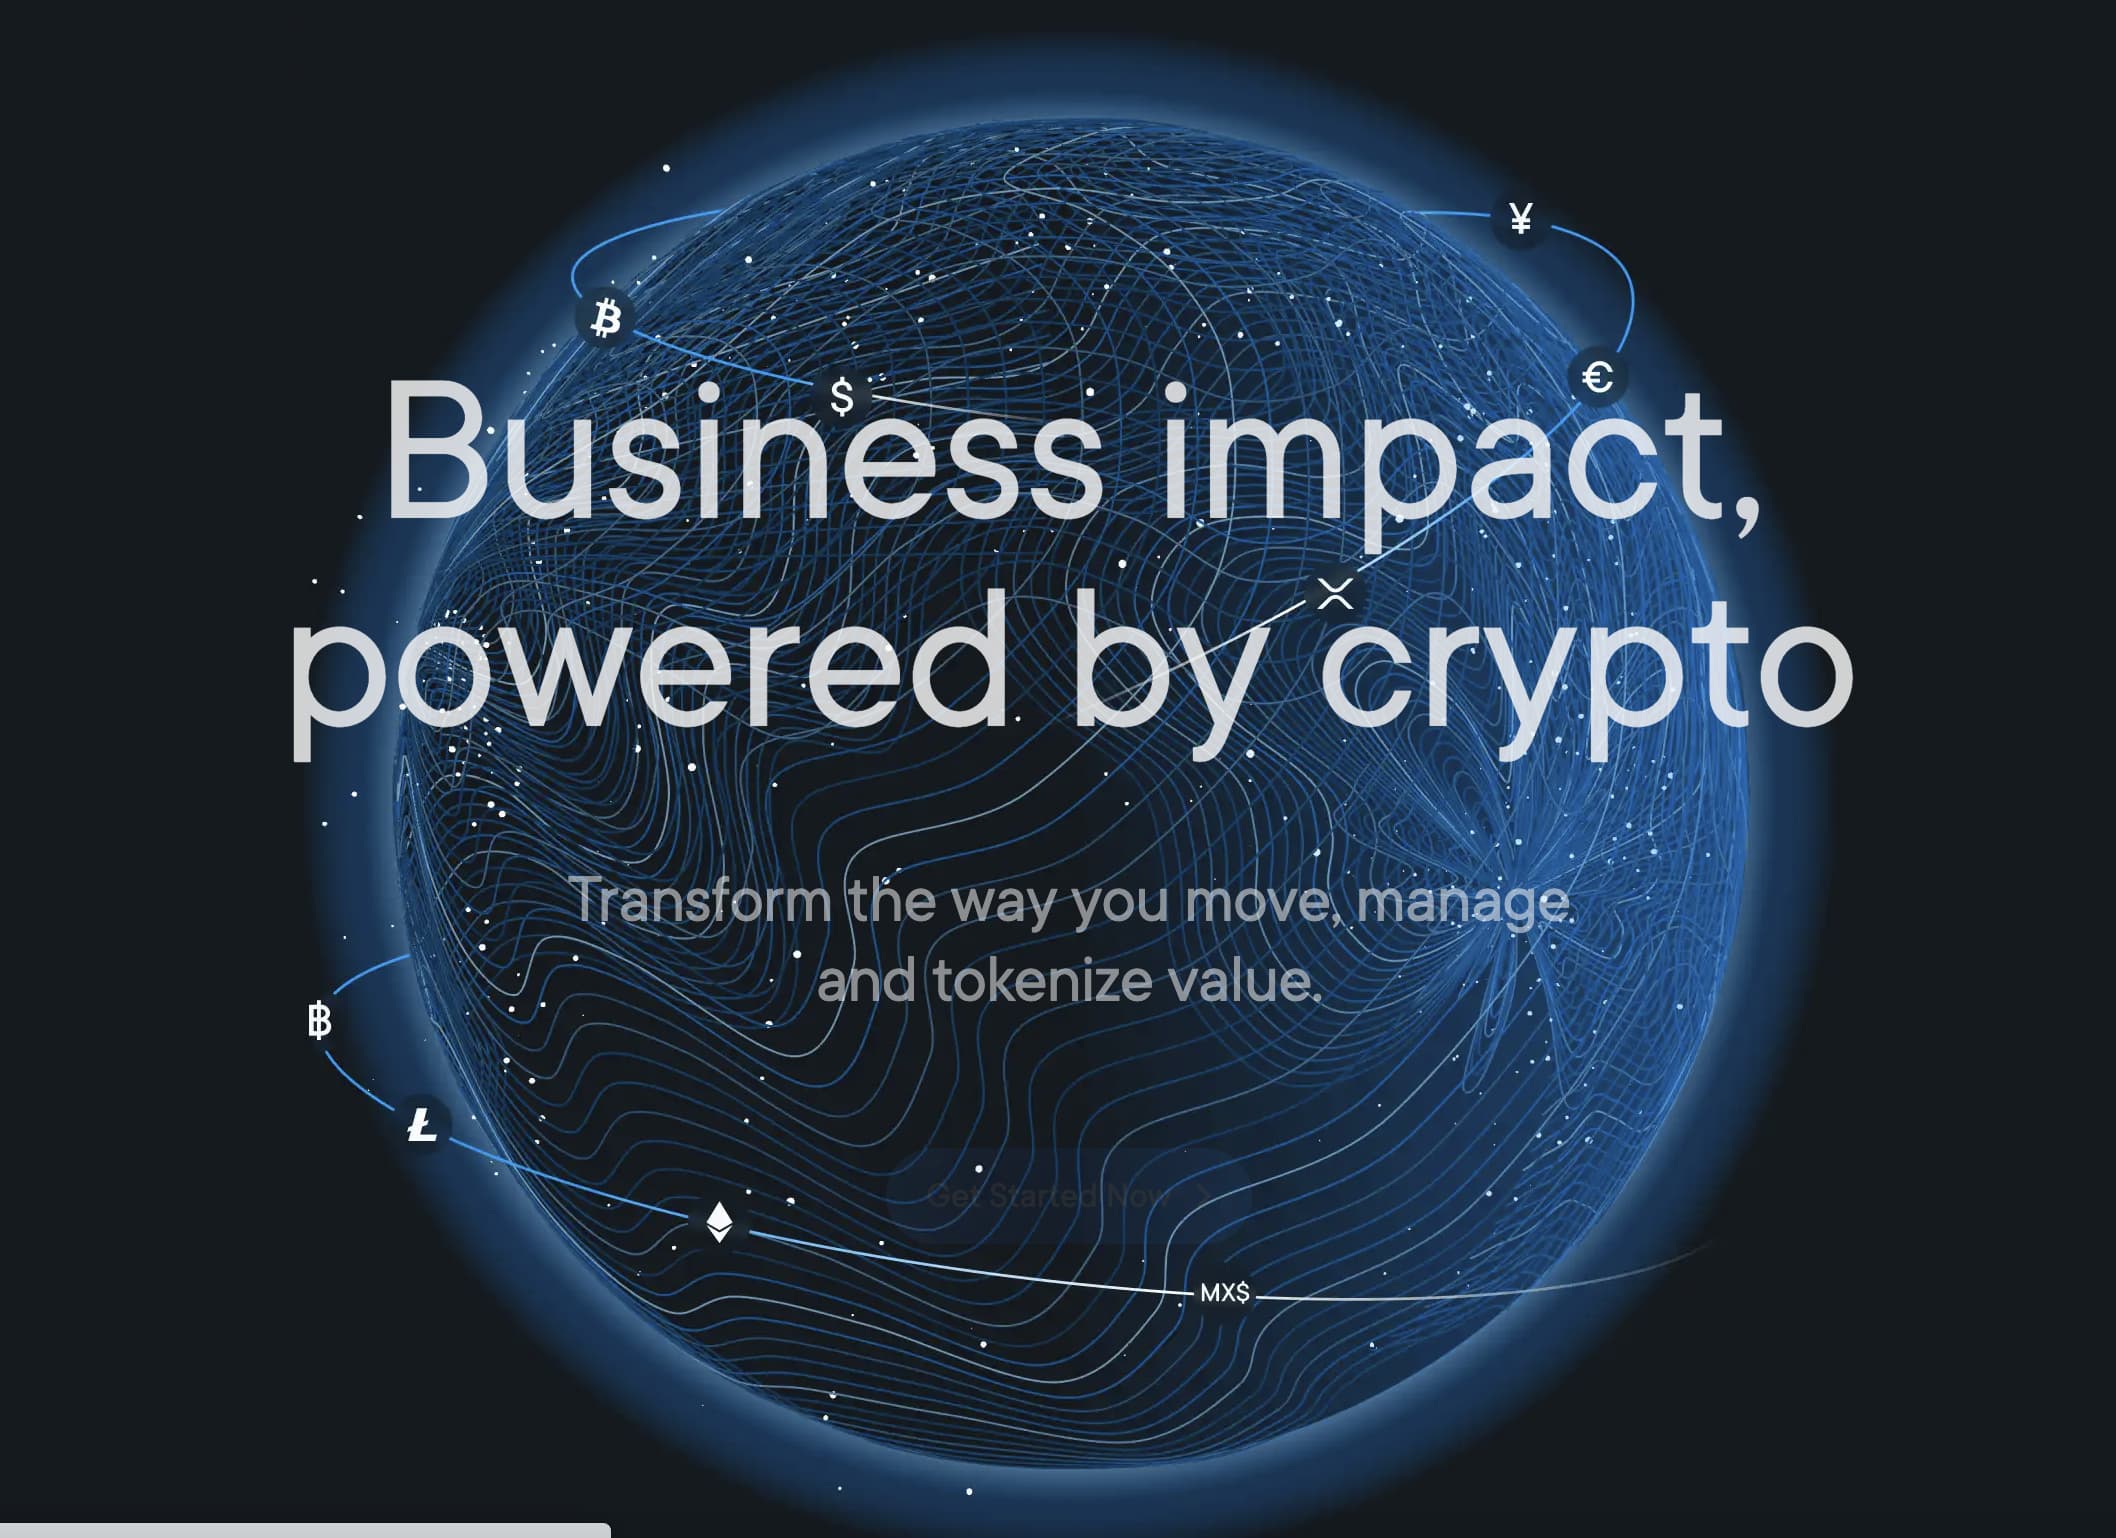 ¥
₿
€
$
Business impact,
powered by crypto
Transform the way you move, manage
and tokenize value.
฿
Ł
Get Started Now
MX$